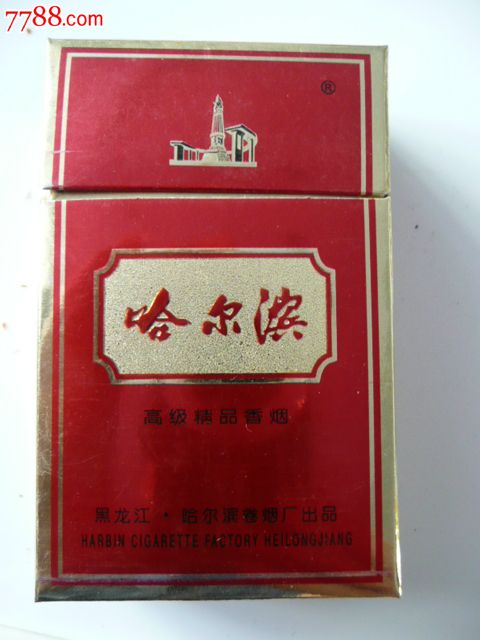 7788.com
®
哈尔滨
高级精品香烟
黑龙江·哈尔滨卷烟厂出品
HARBIN CIGARETTE FACTORY HEILONGJIANG